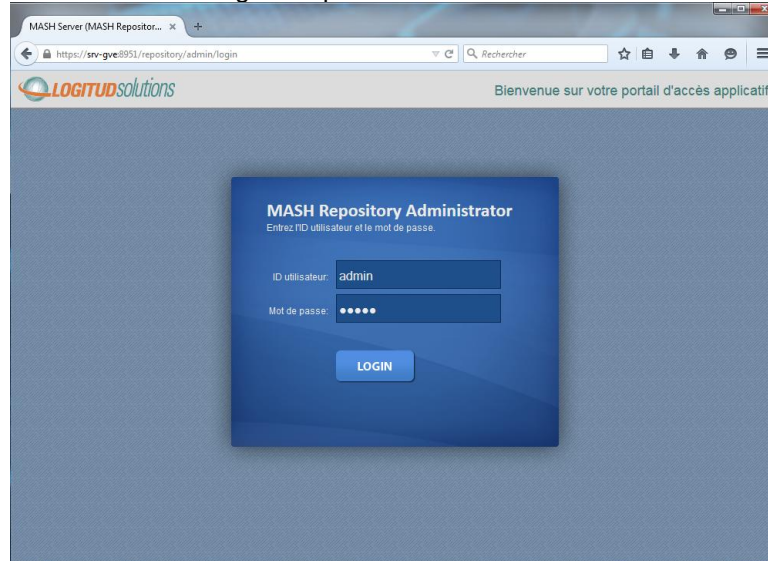 MASH Server (MASH Repositor... × +
https://srv-gve:8951/repository/admin/login
Rechercher
LOGITUDsolutions
Bienvenue sur votre portail d'accès applicatif
MASH Repository Administrator
Entrez l'ID utilisateur et le mot de passe.
ID utilisateur: admin
Mot de passe: ●●●●●
LOGIN